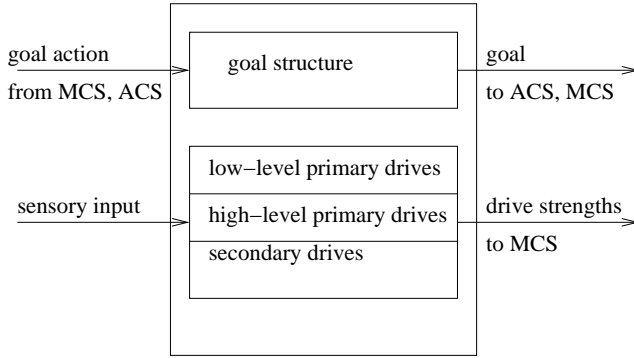 goal action
from MCS, ACS
goal structure
goal
to ACS, MCS
low−level primary drives
sensory input
high−level primary drives
drive strengths
to MCS
secondary drives